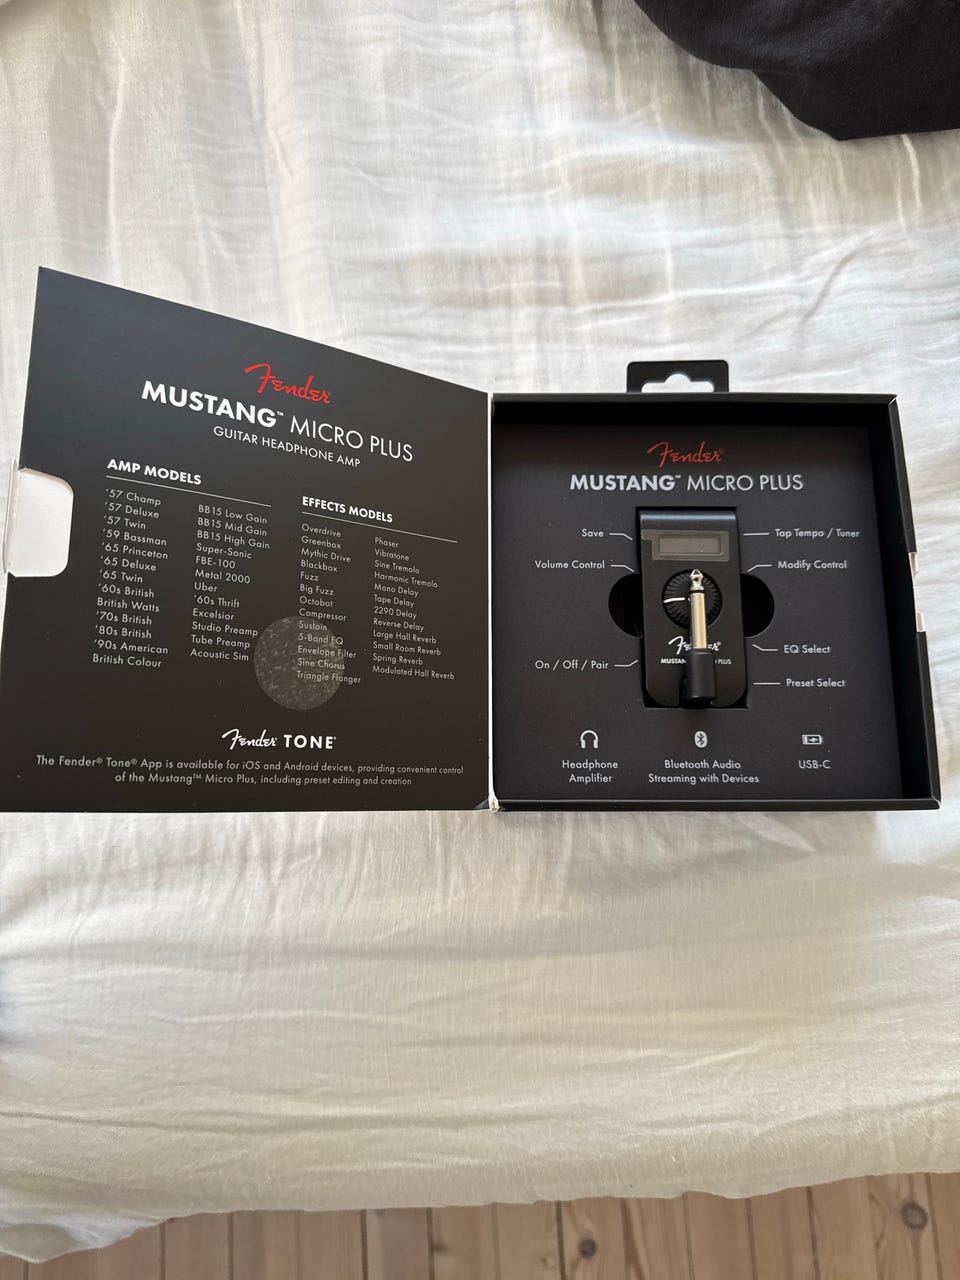 Fender
MUSTANG™ MICRO PLUS
GUITAR HEADPHONE AMP
AMP MODELS
'57 Champ
'57 Deluxe
'57 Twin
'59 Bassman
'65 Princeton
'65 Deluxe
'65 Twin
'60s British
British Watts
'70s British
'80s British
'90s American
British Colour
BB15 Low Gain
BB15 Mid Gain
BB15 High Gain
Super-Sonic
FBE-100
Metal 2000
Uber
'60s Thrift
Excelsior
Studio Preamp
Tube Preamp
Acoustic Sim
EFFECTS MODELS
Overdrive
Greenbox
Mythic Drive
Blackbox
Fuzz
Big Fuzz
Octobot
Compressor
Sustain
5-Band EQ
Envelope Filter
Sine Chorus
Triangle Flanger
Phaser
Vibratone
Sine Tremolo
Harmonic Tremolo
Mono Delay
Tape Delay
2290 Delay
Reverse Delay
Large Hall Reverb
Small Room Reverb
Spring Reverb
Modulated Hall Reverb
Fender TONE®
The Fender® Tone® App is available for iOS and Android devices, providing convenient control
of the Mustang™ Micro Plus, including preset editing and creation
Fender®
MUSTANG™ MICRO PLUS
Save
Tap Tempo / Tuner
Volume Control
Modify Control
EQ Select
On / Off / Pair
Preset Select
Headphone
Amplifier
Bluetooth Audio
Streaming with Devices
USB-C